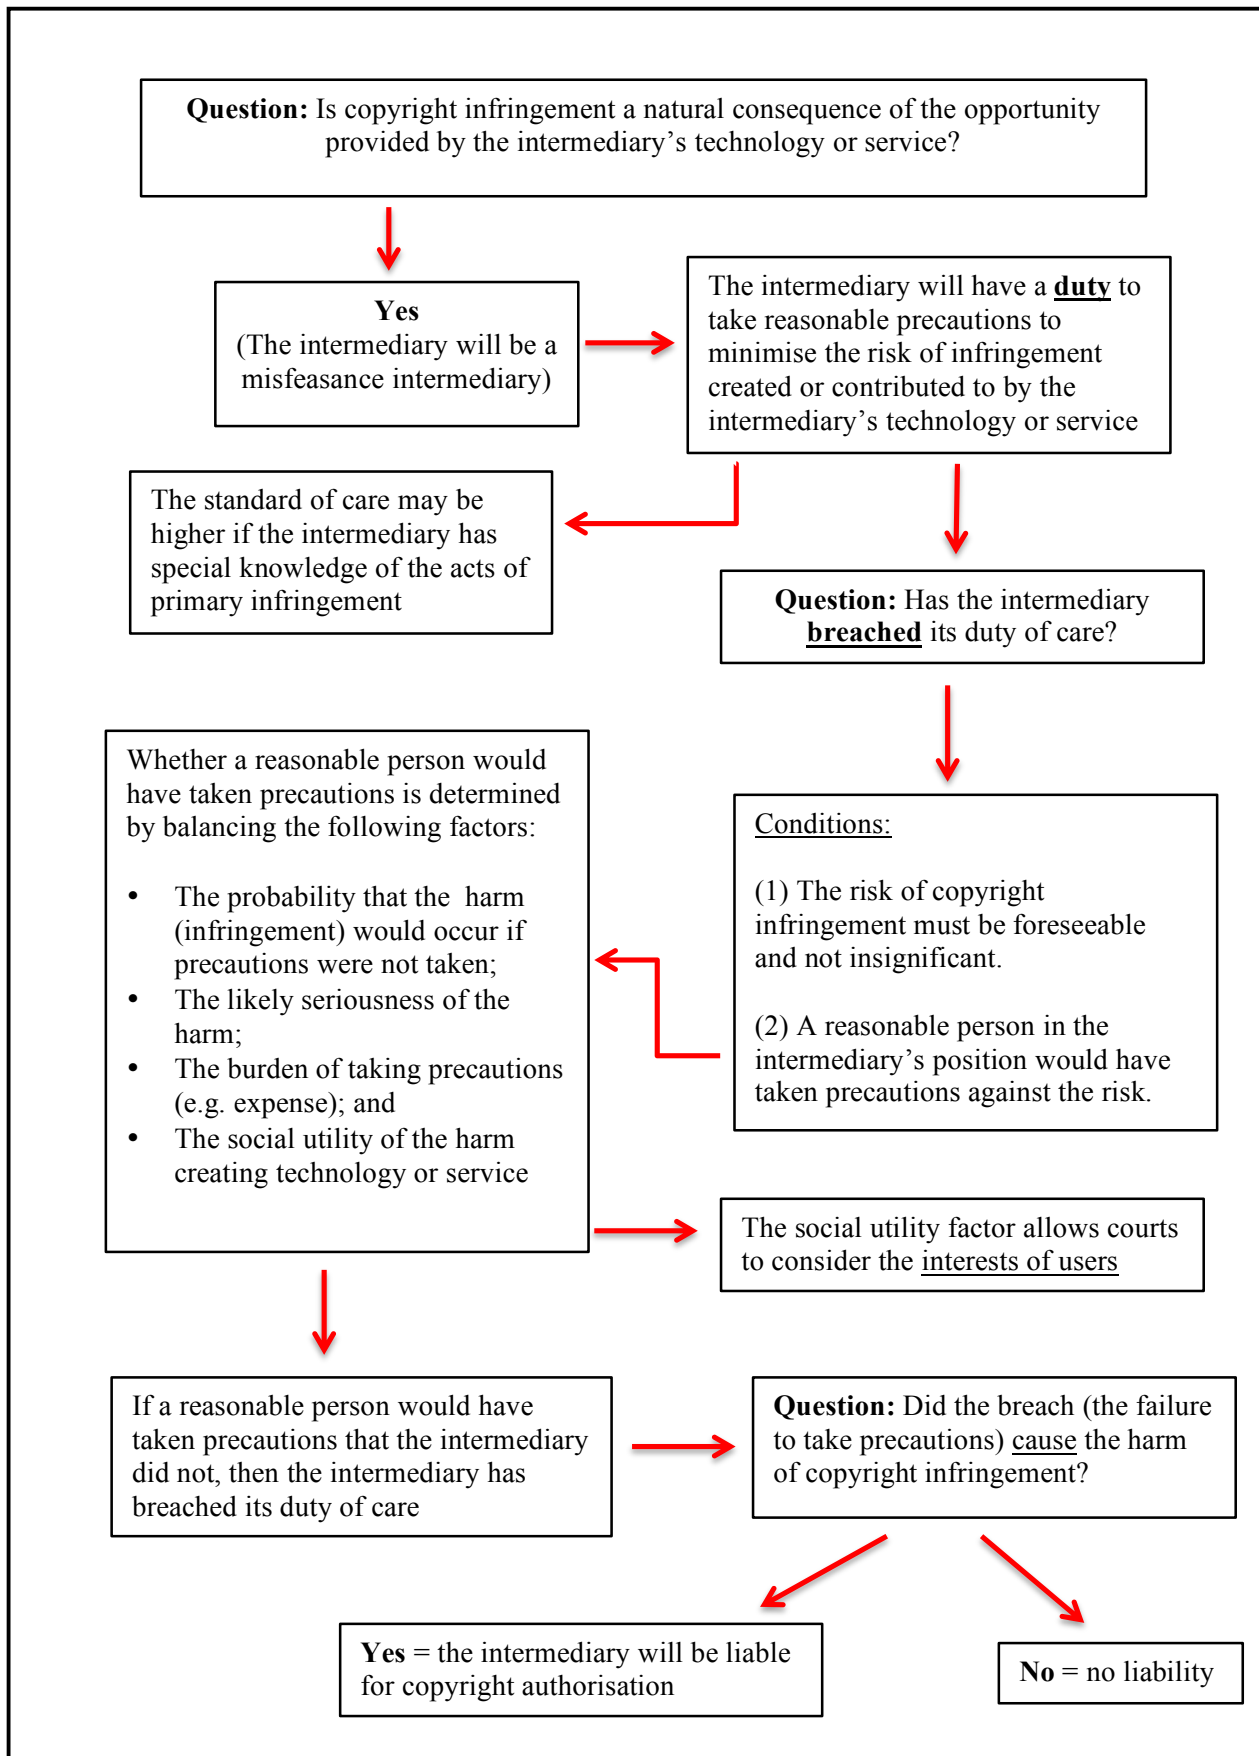 Question: Is copyright infringement a natural consequence of the opportunity
provided by the intermediary’s technology or service?
Yes
(The intermediary will be a
misfeasance intermediary)
The intermediary will have a duty to
take reasonable precautions to
minimise the risk of infringement
created or contributed to by the
intermediary’s technology or service
The standard of care may be
higher if the intermediary has
special knowledge of the acts of
primary infringement
Question: Has the intermediary
breached its duty of care?
Conditions:
(1) The risk of copyright
infringement must be foreseeable
and not insignificant.
(2) A reasonable person in the
intermediary’s position would have
taken precautions against the risk.
Whether a reasonable person would
have taken precautions is determined
by balancing the following factors:
• The probability that the harm
(infringement) would occur if
precautions were not taken;
• The likely seriousness of the
harm;
• The burden of taking precautions
(e.g. expense); and
• The social utility of the harm
creating technology or service
The social utility factor allows courts
to consider the interests of users
If a reasonable person would have
taken precautions that the intermediary
did not, then the intermediary has
breached its duty of care
Question: Did the breach (the failure
to take precautions) cause the harm
of copyright infringement?
Yes = the intermediary will be liable
for copyright authorisation
No = no liability